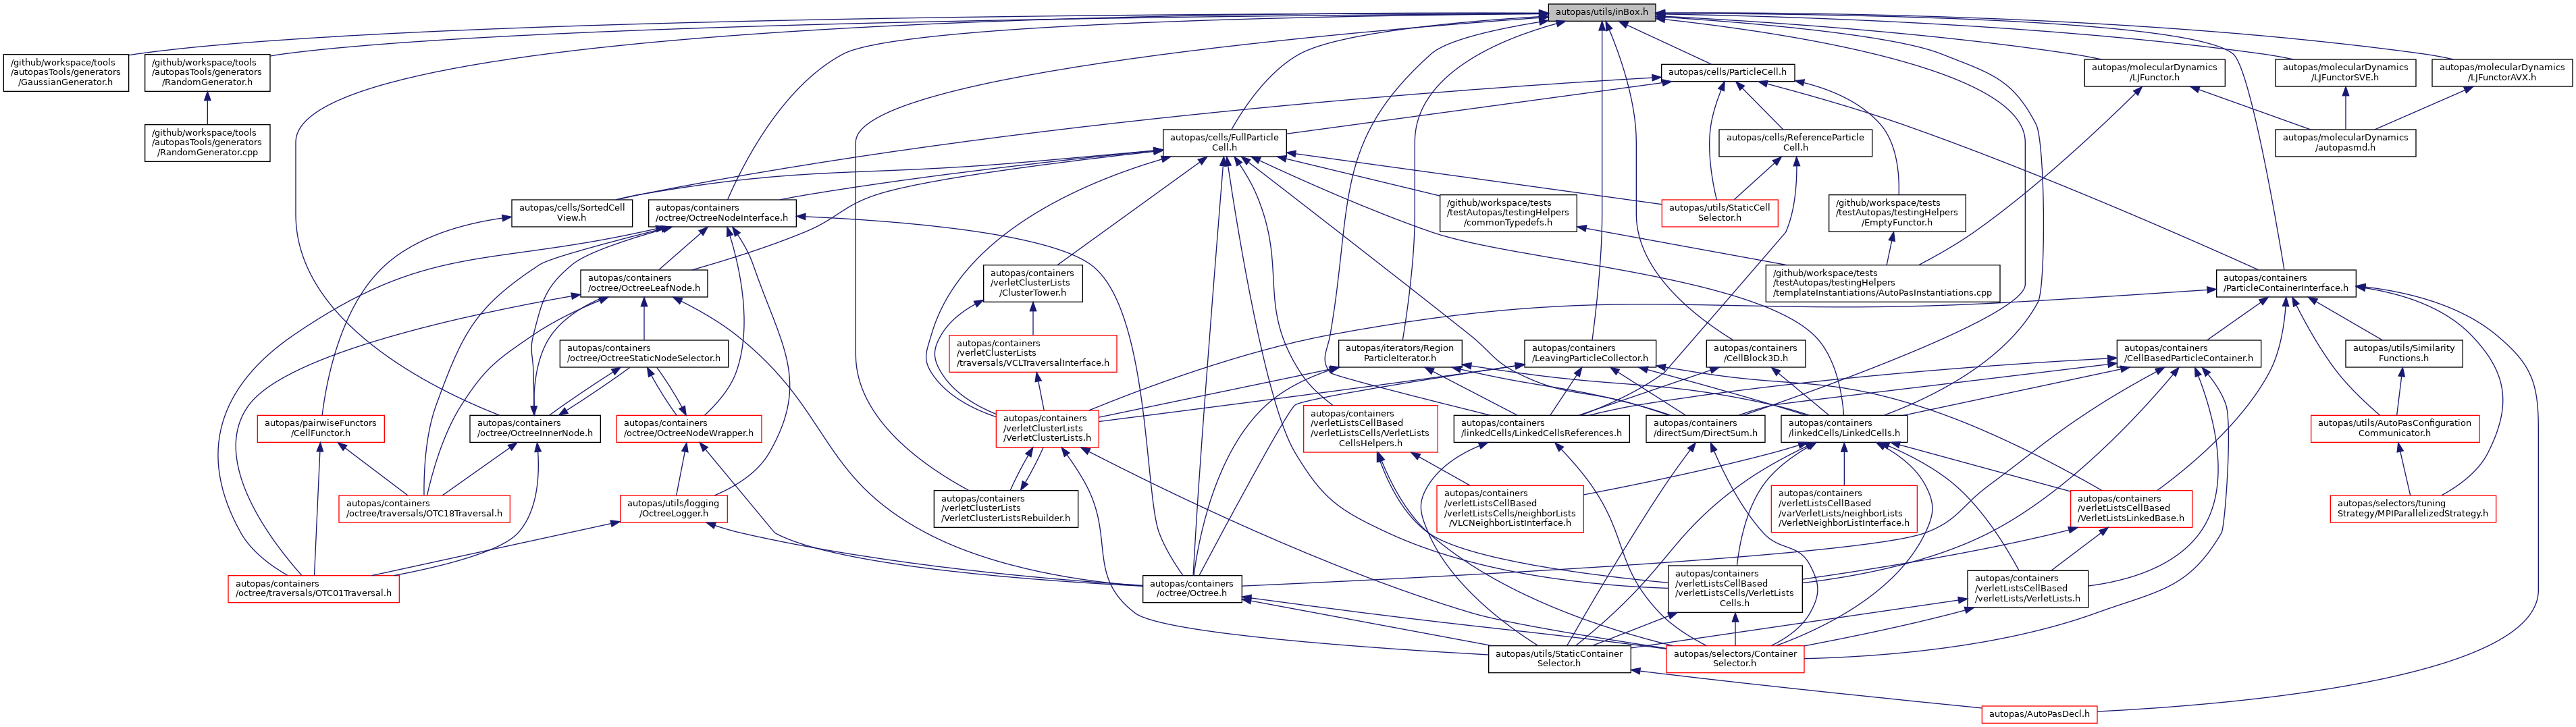 autopas/utils/inBox.h
/github/workspace/tools
/autopasTools/generators
/GaussianGenerator.h
/github/workspace/tools
/autopasTools/generators
/RandomGenerator.h
autopas/cells/ParticleCell.h
autopas/molecularDynamics
/LJFunctor.h
autopas/molecularDynamics
/LJFunctorSVE.h
autopas/molecularDynamics
/LJFunctorAVX.h
/github/workspace/tools
/autopasTools/generators
/RandomGenerator.cpp
autopas/cells/FullParticle
Cell.h
autopas/cells/ReferenceParticle
Cell.h
autopas/molecularDynamics
/autopasmd.h
autopas/cells/SortedCell
View.h
autopas/containers
/octree/OctreeNodeInterface.h
/github/workspace/tests
/testAutopas/testingHelpers
/commonTypedefs.h
autopas/utils/StaticCell
Selector.h
/github/workspace/tests
/testAutopas/testingHelpers
/EmptyFunctor.h
autopas/containers
/octree/OctreeLeafNode.h
autopas/containers
/verletClusterLists
/ClusterTower.h
/github/workspace/tests
/testAutopas/testingHelpers
/templateInstantiations/AutoPasInstantiations.cpp
autopas/containers
/ParticleContainerInterface.h
autopas/containers
/octree/OctreeStaticNodeSelector.h
autopas/containers
/verletClusterLists
/traversals/VCLTraversalInterface.h
autopas/iterators/Region
ParticleIterator.h
autopas/containers
/LeavingParticleCollector.h
autopas/containers
/CellBlock3D.h
autopas/containers
/CellBasedParticleContainer.h
autopas/utils/Similarity
Functions.h
autopas/pairwiseFunctors
/CellFunctor.h
autopas/containers
/octree/OctreeInnerNode.h
autopas/containers
/octree/OctreeNodeWrapper.h
autopas/containers
/verletClusterLists
/VerletClusterLists.h
autopas/containers
/verletListsCellBased
/verletListsCells/VerletLists
CellsHelpers.h
autopas/containers
/linkedCells/LinkedCellsReferences.h
autopas/containers
/directSum/DirectSum.h
autopas/containers
/linkedCells/LinkedCells.h
autopas/utils/AutoPasConfiguration
Communicator.h
autopas/containers
/octree/traversals/OTC18Traversal.h
autopas/utils/logging
/OctreeLogger.h
autopas/containers
/verletClusterLists
/VerletClusterListsRebuilder.h
autopas/containers
/verletListsCellBased
/verletListsCells/neighborLists
/VLCNeighborListInterface.h
autopas/containers
/verletListsCellBased
/varVerletLists/neighborLists
/VerletNeighborListInterface.h
autopas/containers
/verletListsCellBased
/VerletListsLinkedBase.h
autopas/selectors/tuning
Strategy/MPIParallelizedStrategy.h
autopas/containers
/octree/traversals/OTC01Traversal.h
autopas/containers
/octree/Octree.h
autopas/containers
/verletListsCellBased
/verletListsCells/VerletLists
Cells.h
autopas/containers
/verletListsCellBased
/verletLists/VerletLists.h
autopas/utils/StaticContainer
Selector.h
autopas/selectors/Container
Selector.h
autopas/AutoPasDecl.h